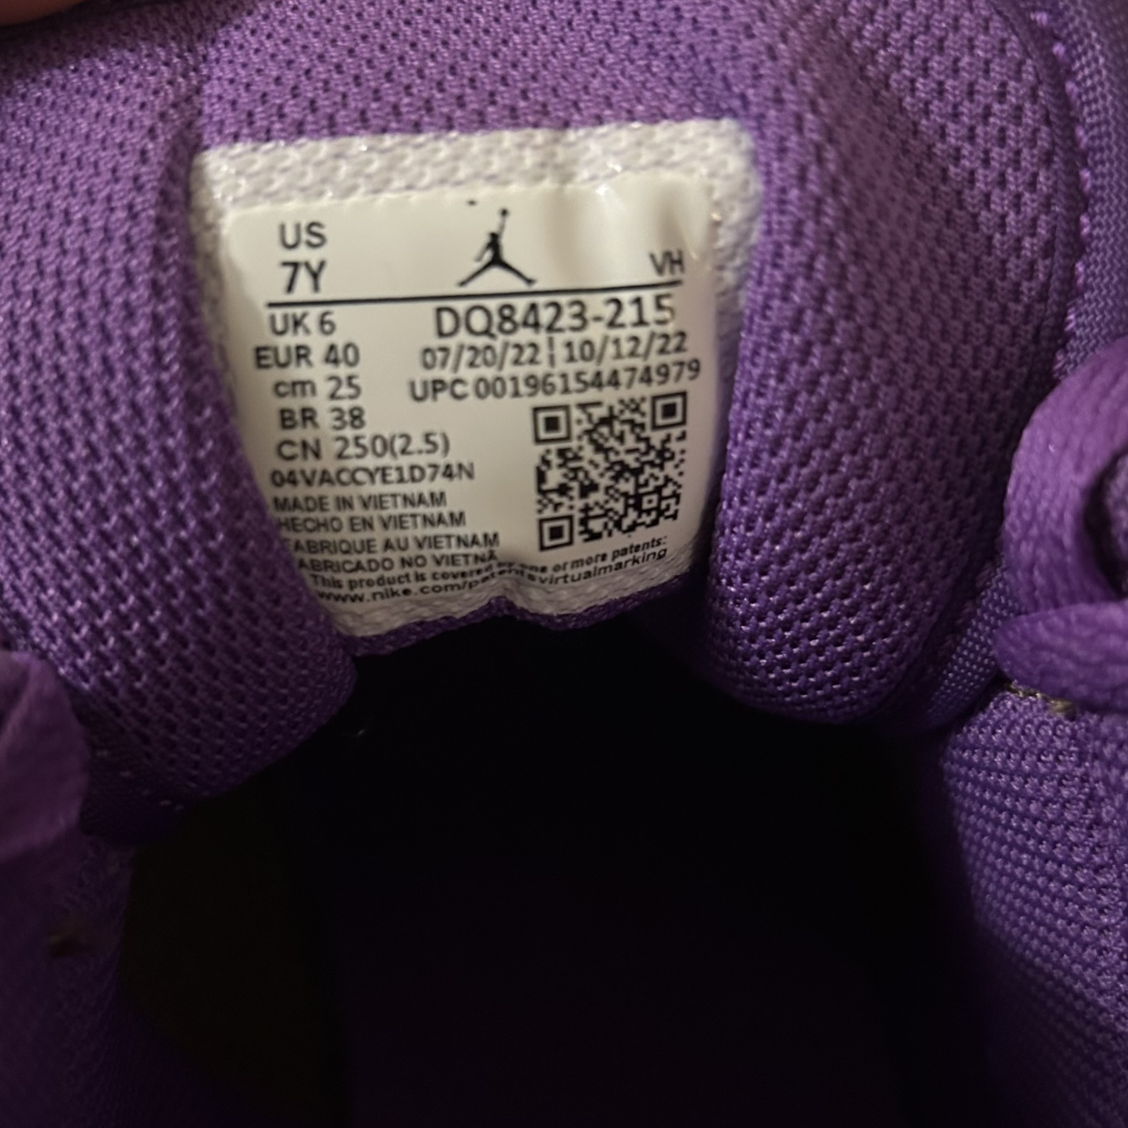 US
7Y
VH
UK 6
DQ8423-215
EUR 40
07/20/22 | 10/12/22
cm 25
UPC 00196154474979
BR 38
CN 250(2.5)
04VACCYE1D74N
MADE IN VIETNAM
HECHO EN VIETNAM
FABRIQUE AU VIETNAM
FABRICADO NO VIETNÃ
This product is covered by one or more patents:
www.nike.com/patentsvirtualmarking